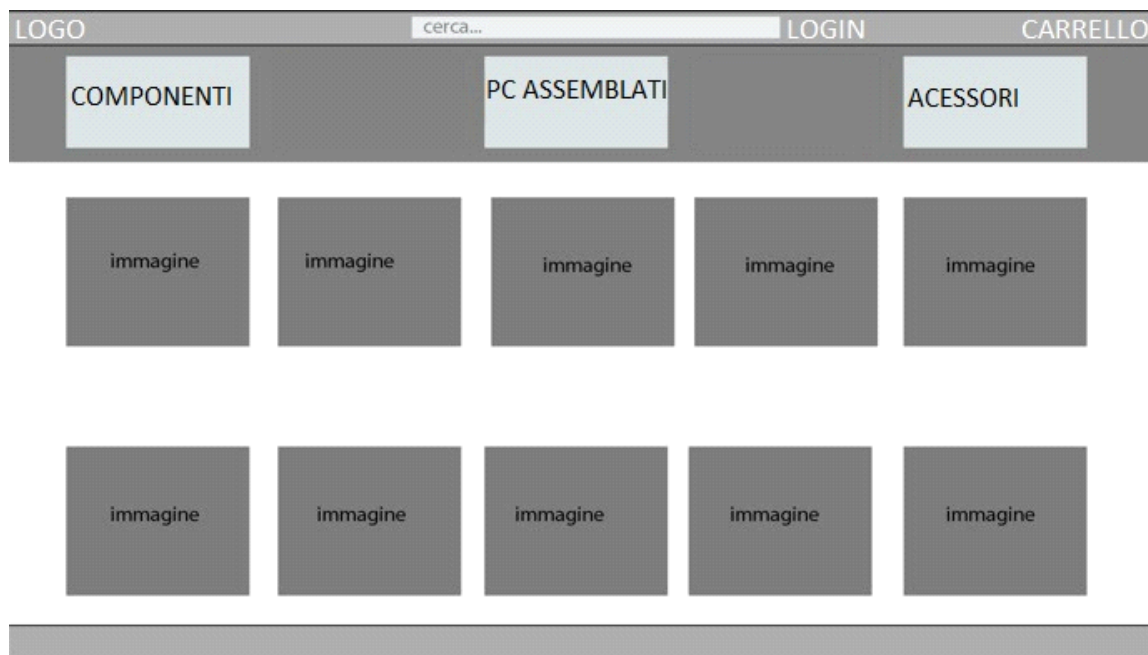 LOGO cerca... LOGIN CARRELLO
COMPONENTI PC ASSEMBLATI ACESSORI
immagine immagine immagine immagine immagine
immagine immagine immagine immagine immagine